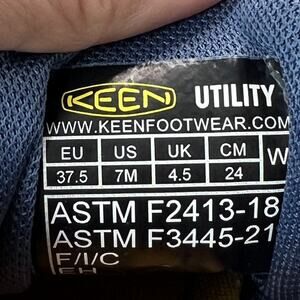 KEEN UTILITY
WWW.KEENFOOTWEAR.COM
EU US UK CM W
37.5 7M 4.5 24
ASTM F2413-18
ASTM F3445-21
F/I/C
EH